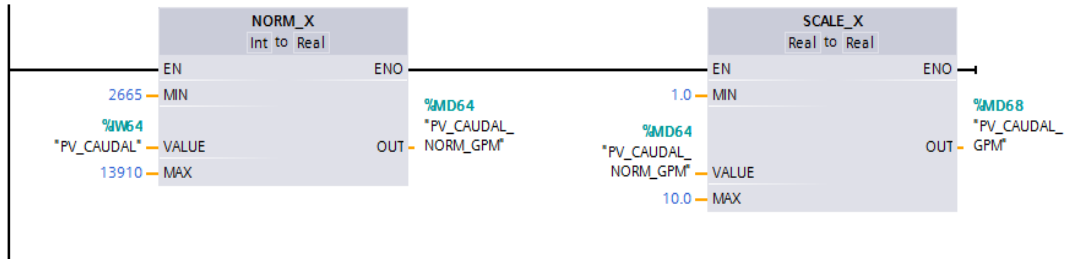 NORM_X
Int to Real
EN
ENO
2665
MIN
%IW64
"PV_CAUDAL"
VALUE
13910
MAX
OUT
%MD64
"PV_CAUDAL_
NORM_GPM"
SCALE_X
Real to Real
EN
ENO
1.0
MIN
%MD64
"PV_CAUDAL_
NORM_GPM"
VALUE
10.0
MAX
OUT
%MD68
"PV_CAUDAL_
GPM"